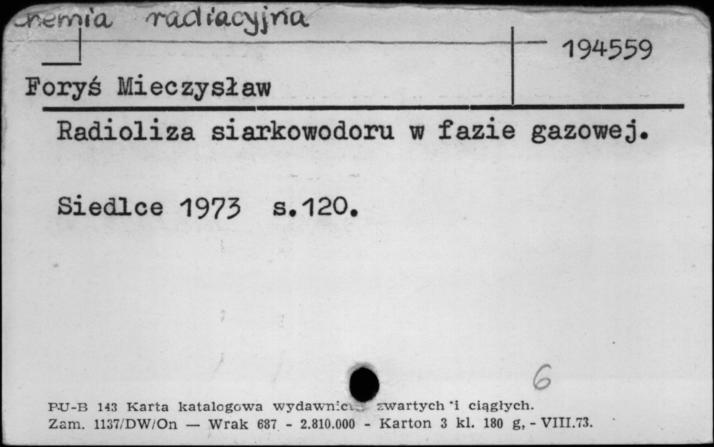 chemia radiacyjna
194559
Foryś Mieczysław
Radioliza siarkowodoru w fazie gazowej.
Siedlce 1973 s.120.
6
PU-B 143 Karta katalogowa wydawnictw zwartych i ciągłych.
Zam. 1137/DW/On — Wrak 687 - 2.810.000 - Karton 3 kl. 180 g, - VIII.73.